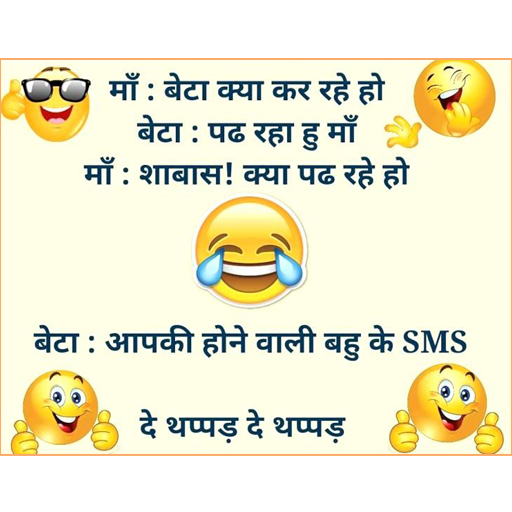 माँ : बेटा क्या कर रहे हो
बेटा : पढ रहा हु माँ
माँ : शाबास! क्या पढ रहे हो
बेटा : आपकी होने वाली बहु के SMS
दे थप्पड़ दे थप्पड़